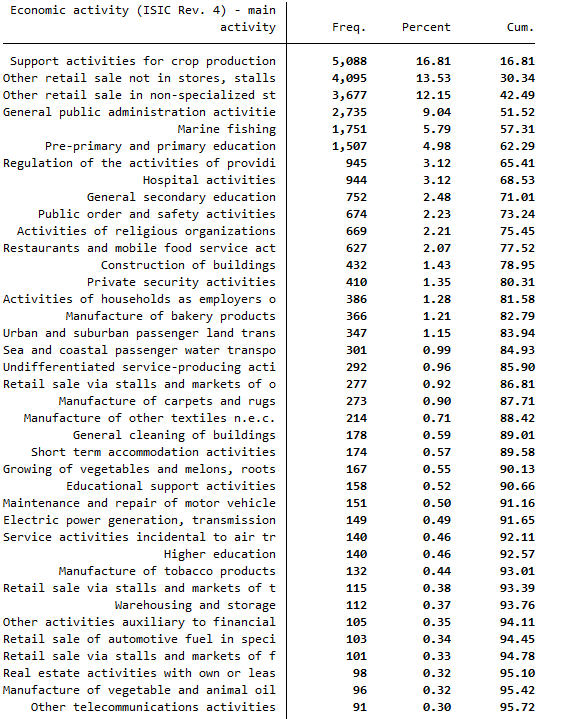 Economic activity (ISIC Rev. 4) - main
activity Freq. Percent Cum.
Support activities for crop production 5,088 16.81 16.81
Other retail sale not in stores, stalls 4,095 13.53 30.34
Other retail sale in non-specialized st 3,677 12.15 42.49
General public administration activitie 2,735 9.04 51.52
Marine fishing 1,751 5.79 57.31
Pre-primary and primary education 1,507 4.98 62.29
Regulation of the activities of providi 945 3.12 65.41
Hospital activities 944 3.12 68.53
General secondary education 752 2.48 71.01
Public order and safety activities 674 2.23 73.24
Activities of religious organizations 669 2.21 75.45
Restaurants and mobile food service act 627 2.07 77.52
Construction of buildings 432 1.43 78.95
Private security activities 410 1.35 80.31
Activities of households as employers o 386 1.28 81.58
Manufacture of bakery products 366 1.21 82.79
Urban and suburban passenger land trans 347 1.15 83.94
Sea and coastal passenger water transpo 301 0.99 84.93
Undifferentiated service-producing acti 292 0.96 85.90
Retail sale via stalls and markets of o 277 0.92 86.81
Manufacture of carpets and rugs 273 0.90 87.71
Manufacture of other textiles n.e.c. 214 0.71 88.42
General cleaning of buildings 178 0.59 89.01
Short term accommodation activities 174 0.57 89.58
Growing of vegetables and melons, roots 167 0.55 90.13
Educational support activities 158 0.52 90.66
Maintenance and repair of motor vehicle 151 0.50 91.16
Electric power generation, transmission 149 0.49 91.65
Service activities incidental to air tr 140 0.46 92.11
Higher education 140 0.46 92.57
Manufacture of tobacco products 132 0.44 93.01
Retail sale via stalls and markets of t 115 0.38 93.39
Warehousing and storage 112 0.37 93.76
Other activities auxiliary to financial 105 0.35 94.11
Retail sale of automotive fuel in speci 103 0.34 94.45
Retail sale via stalls and markets of f 101 0.33 94.78
Real estate activities with own or leas 98 0.32 95.10
Manufacture of vegetable and animal oil 96 0.32 95.42
Other telecommunications activities 91 0.30 95.72